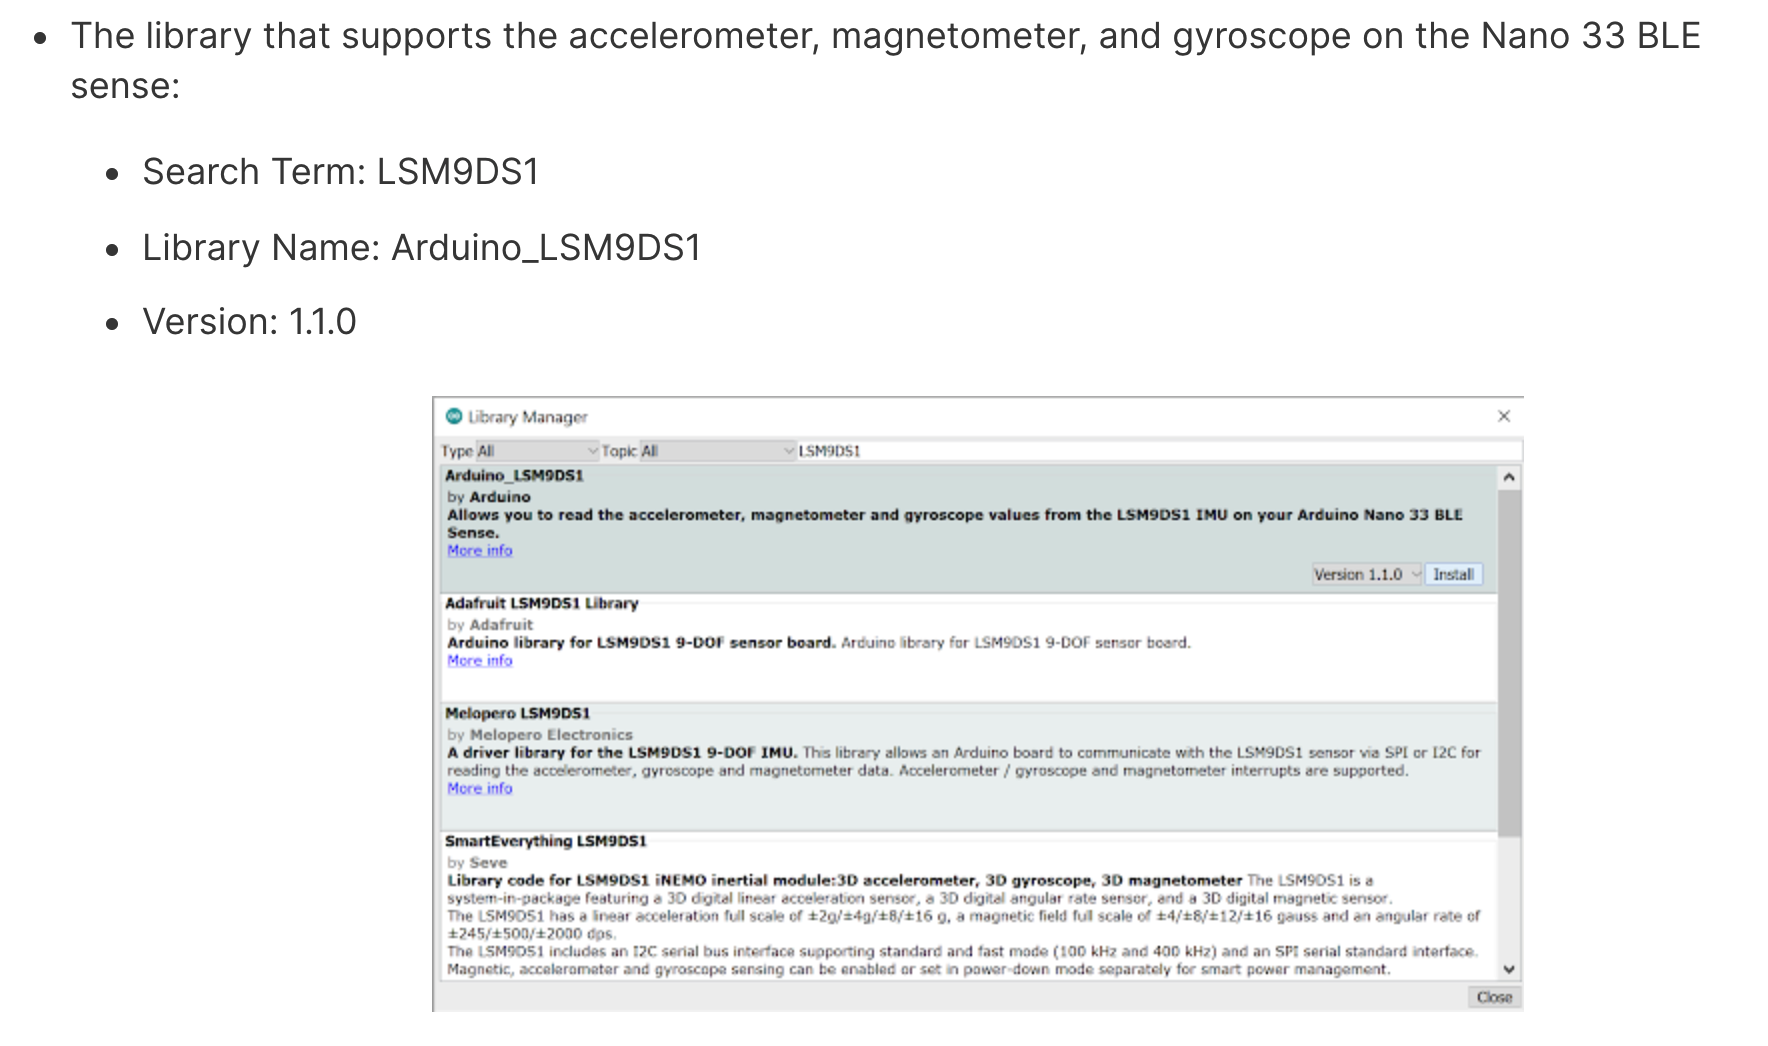 The library that supports the accelerometer, magnetometer, and gyroscope on the Nano 33 BLE
sense:
Search Term: LSM9DS1
Library Name: Arduino_LSM9DS1
Version: 1.1.0
Library Manager
Type All Topic All LSM9DS1
Arduino_LSM9DS1
by Arduino
Allows you to read the accelerometer, magnetometer and gyroscope values from the LSM9DS1 IMU on your Arduino Nano 33 BLE
Sense.
More info
Version 1.1.0 Install
Adafruit LSM9DS1 Library
by Adafruit
Arduino library for LSM9DS1 9-DOF sensor board. Arduino library for LSM9DS1 9-DOF sensor board.
More info
Melopero LSM9DS1
by Melopero Electronics
A driver library for the LSM9DS1 9-DOF IMU. This library allows an Arduino board to communicate with the LSM9DS1 sensor via SPI or I2C for
reading the accelerometer, gyroscope and magnetometer data. Accelerometer / gyroscope and magnetometer interrupts are supported.
More info
SmartEverything LSM9DS1
by Seve
Library code for LSM9DS1 iNEMO inertial module:3D accelerometer, 3D gyroscope, 3D magnetometer The LSM9DS1 is a
system-in-package featuring a 3D digital linear acceleration sensor, a 3D digital angular rate sensor, and a 3D digital magnetic sensor.
The LSM9DS1 has a linear acceleration full scale of ±2g/±4g/±8/±16 g, a magnetic field full scale of ±4/±8/±12/±16 gauss and an angular rate of
±245/±500/±2000 dps.
The LSM9DS1 includes an I2C serial bus interface supporting standard and fast mode (100 kHz and 400 kHz) and an SPI serial standard interface.
Magnetic, accelerometer and gyroscope sensing can be enabled or set in power-down mode separately for smart power management.
Close